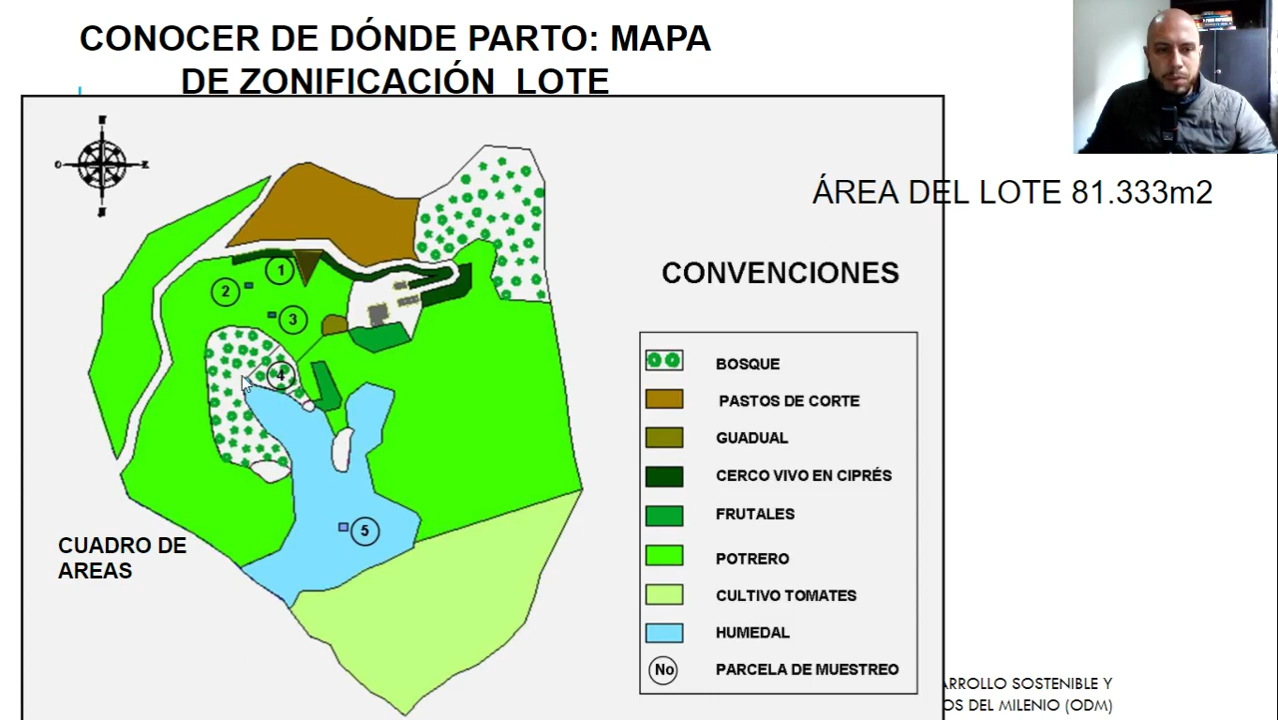 CONOCER DE DÓNDE PARTO: MAPA
DE ZONIFICACIÓN LOTE
ÁREA DEL LOTE 81.333m2
CONVENCIONES
1
2
3
4
5
BOSQUE
PASTOS DE CORTE
GUADUAL
CERCO VIVO EN CIPRÉS
FRUTALES
POTRERO
CULTIVO TOMATES
HUMEDAL
No PARCELA DE MUESTREO
CUADRO DE
AREAS
ARROLLO SOSTENIBLE Y
OS DEL MILENIO (ODM)